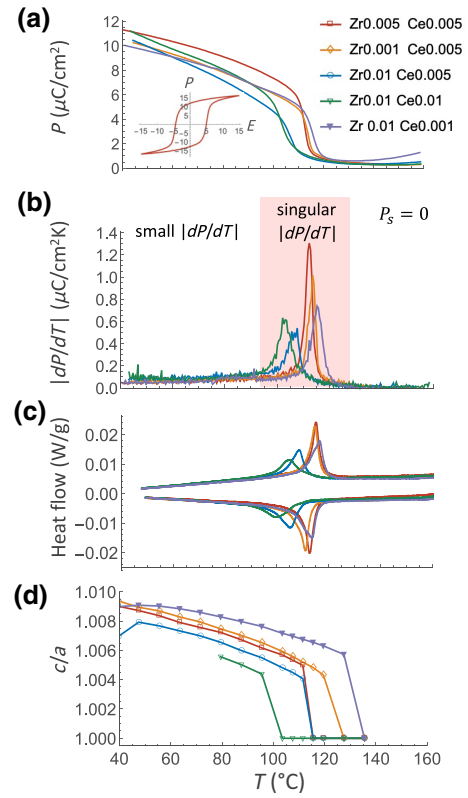 (a)
12
10
8
6
4
2
0
P (μC/cm²)
P
15
10
5
-5
-10
-15
-15 -10 -5 5 10 15
E
Zr0.005 Ce0.005
Zr0.001 Ce0.005
Zr0.01 Ce0.005
Zr0.01 Ce0.01
Zr 0.01 Ce0.001
(b)
1.4
1.2
1.0
0.8
0.6
0.4
0.2
0.0
|dP/dT| (μC/cm²K)
small |dP/dT|
singular
|dP/dT|
Pₛ = 0
(c)
0.02
0.01
0.00
-0.01
-0.02
Heat flow (W/g)
(d)
1.010
1.008
1.006
1.004
1.002
1.000
c/a
40 60 80 100 120 140 160
T (°C)